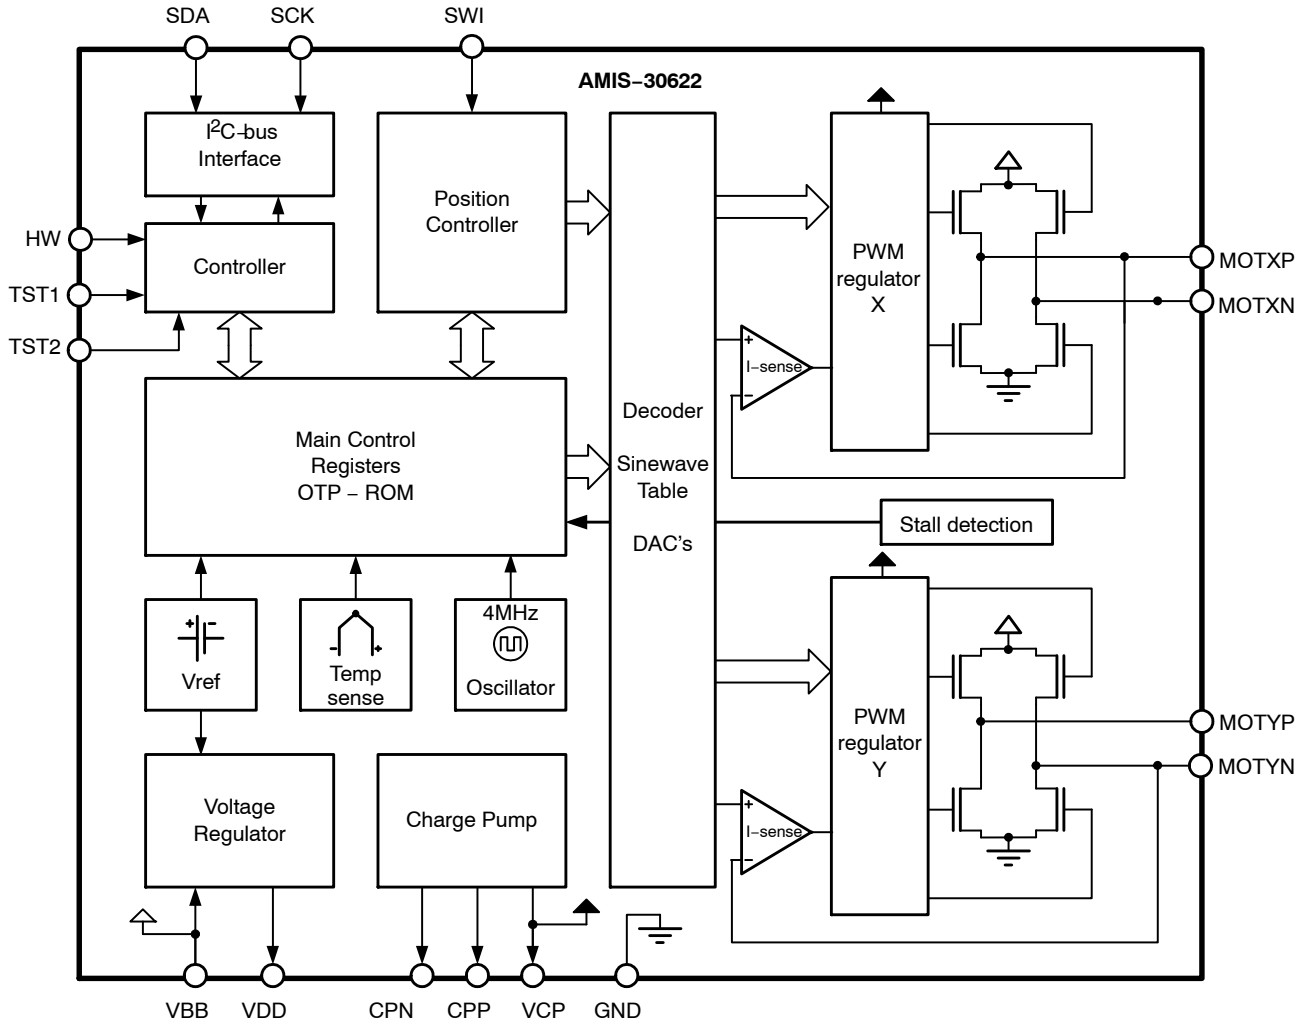 SDA
SCK
SWI
AMIS–30622
I2C–bus
Interface
Position
Controller
HW
Controller
TST1
TST2
PWM
regulator
X
MOTXP
MOTXN
+
I–sense
–
Main Control
Registers
OTP – ROM
Decoder
Sinewave
Table
DAC's
Stall detection
+ –
Vref
– +
Temp
sense
4MHz
Oscillator
PWM
regulator
Y
MOTYP
MOTYN
Voltage
Regulator
Charge Pump
+
I–sense
–
VBB
VDD
CPN
CPP
VCP
GND